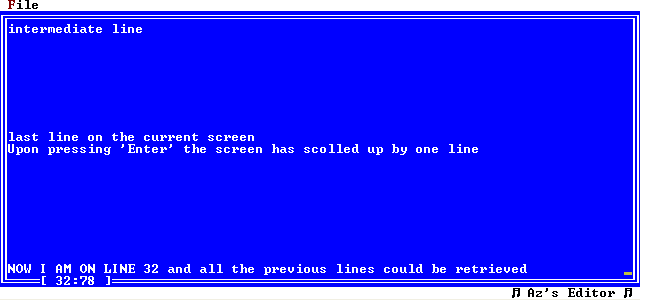 File
intermediate line
last line on the current screen
Upon pressing 'Enter' the screen has scolled up by one line
NOW I AM ON LINE 32 and all the previous lines could be retrieved
[ 32:78 ]
♫ Az's Editor ♫